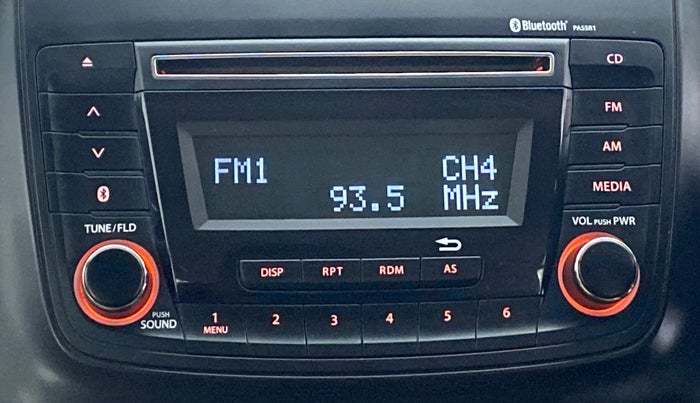 Bluetooth® PA5SR1
CD
FM
AM
MEDIA
FM1 CH4
93.5 MHz
TUNE/FLD
PUSH
SOUND
VOL PUSH PWR
DISP RPT RDM AS
1 2 3 4 5 6
MENU